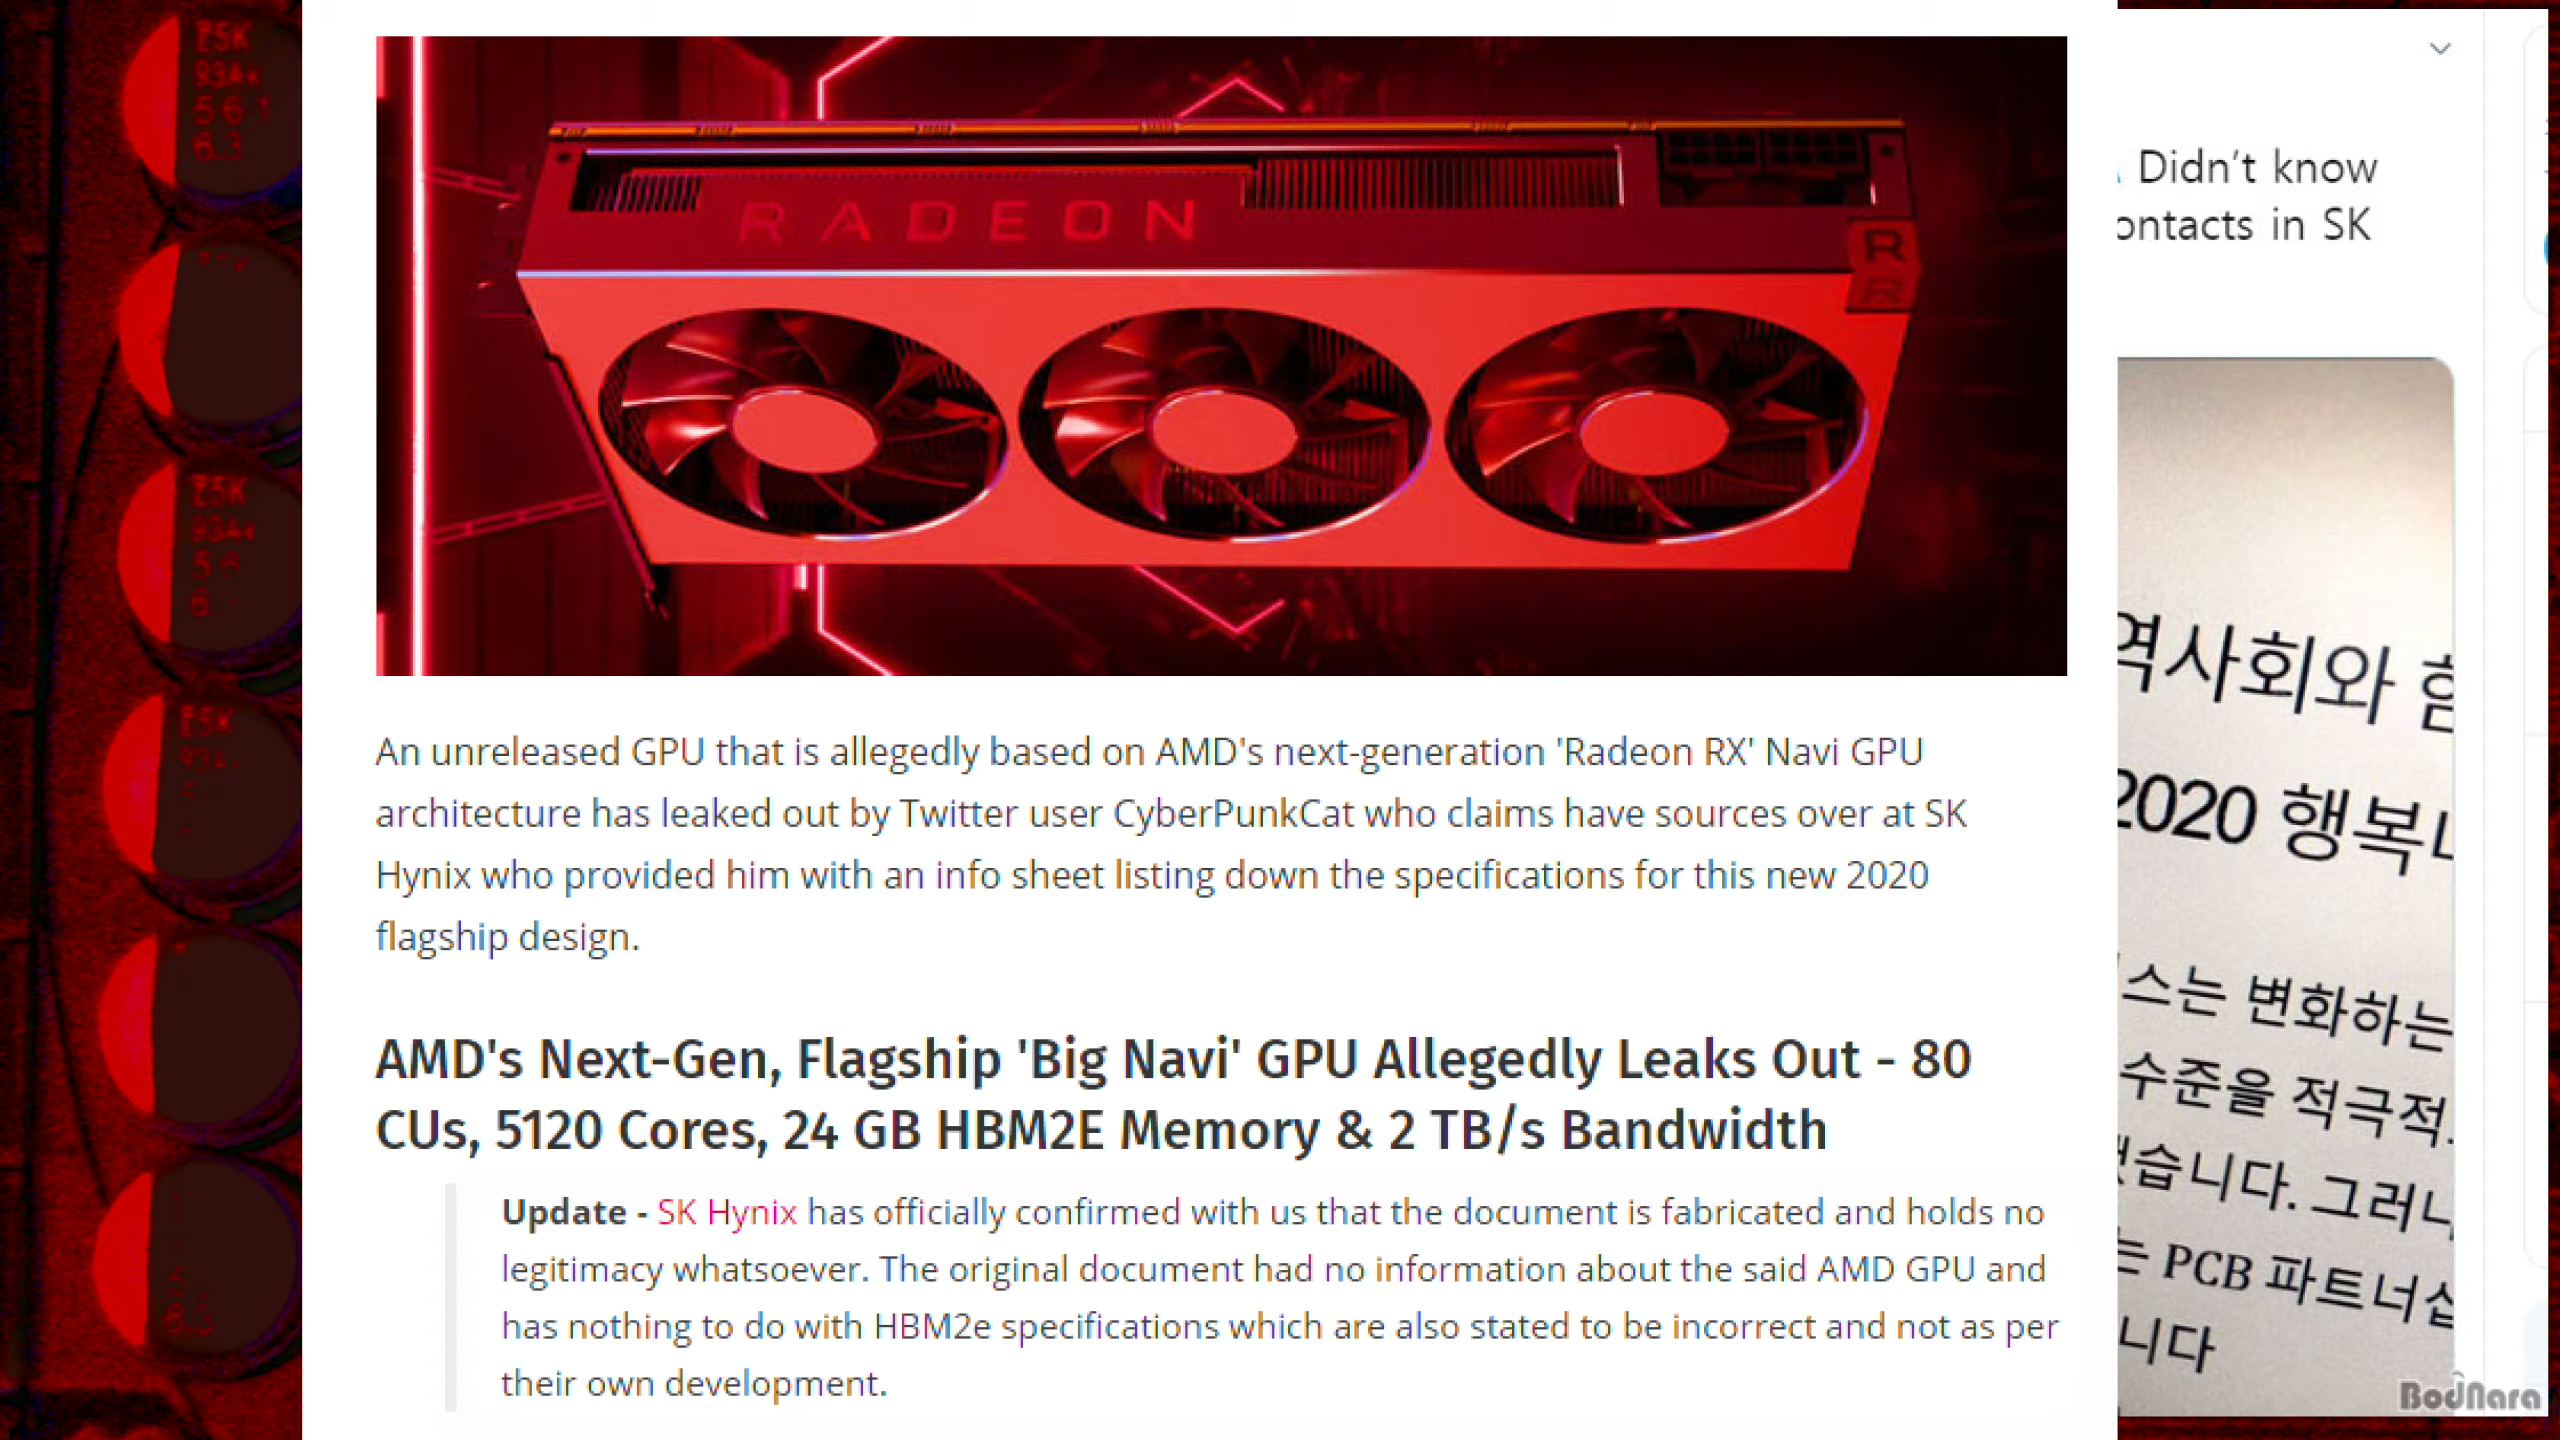 RADEON
R
An unreleased GPU that is allegedly based on AMD's next-generation 'Radeon RX' Navi GPU
architecture has leaked out by Twitter user CyberPunkCat who claims have sources over at SK
Hynix who provided him with an info sheet listing down the specifications for this new 2020
flagship design.
AMD's Next-Gen, Flagship 'Big Navi' GPU Allegedly Leaks Out - 80
CUs, 5120 Cores, 24 GB HBM2E Memory & 2 TB/s Bandwidth
Update - SK Hynix has officially confirmed with us that the document is fabricated and holds no
legitimacy whatsoever. The original document had no information about the said AMD GPU and
has nothing to do with HBM2e specifications which are also stated to be incorrect and not as per
their own development.
Didn't know
ontacts in SK
역사회와
2020 행복
스는 변화하는
수준을 적극적
습니다. 그러나
는 PCB 파트너십
니다
BodNara